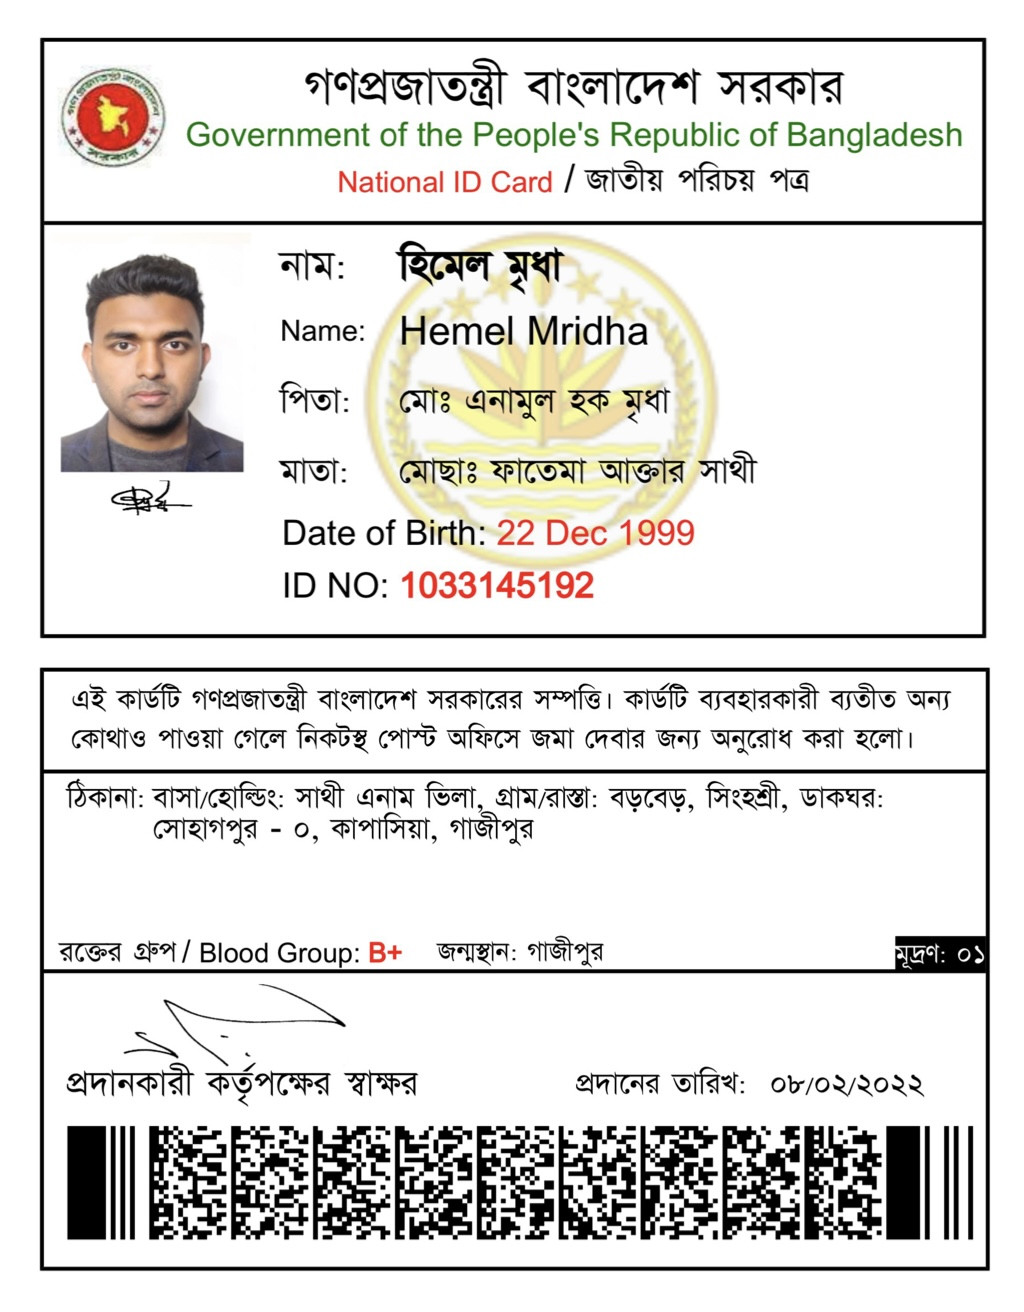 গণপ্রজাতন্ত্রী বাংলাদেশ সরকার
Government of the People's Republic of Bangladesh
National ID Card / জাতীয় পরিচয় পত্র
নাম: হিমেল মৃধা
Name: Hemel Mridha
পিতা: মোঃ এনামুল হক মৃধা
মাতা: মোছাঃ ফাতেমা আক্তার সাথী
Date of Birth: 22 Dec 1999
ID NO: 1033145192
এই কার্ডটি গণপ্রজাতন্ত্রী বাংলাদেশ সরকারের সম্পত্তি। কার্ডটি ব্যবহারকারী ব্যতীত অন্য
কোথাও পাওয়া গেলে নিকটস্থ পোস্ট অফিসে জমা দেবার জন্য অনুরোধ করা হলো।
ঠিকানা: বাসা/হোল্ডিং: সাথী এনাম ভিলা, গ্রাম/রাস্তা: বড়বেড়, সিংহশ্রী, ডাকঘর:
সোহাগপুর - ০, কাপাসিয়া, গাজীপুর
রক্তের গ্রুপ / Blood Group: B+ জন্মস্থান: গাজীপুর মূদ্রণ: ০১
প্রদানকারী কর্তৃপক্ষের স্বাক্ষর প্রদানের তারিখ: ০৮/০২/২০২২